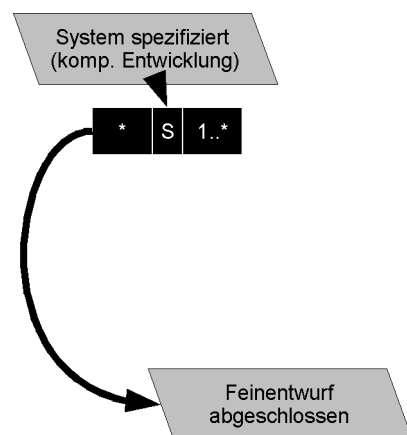 System spezifiziert
(komp. Entwicklung)
* S 1..*
Feinentwurf
abgeschlossen